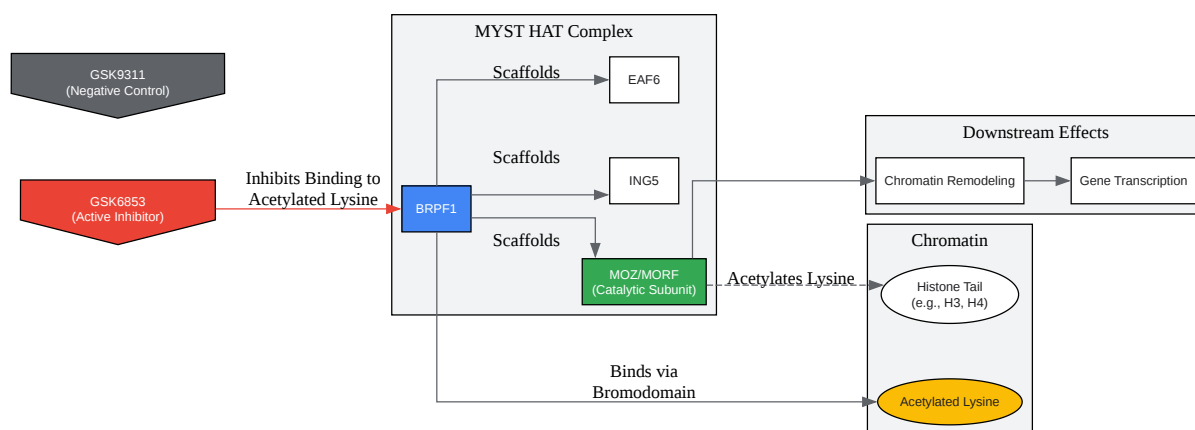 MYST HAT Complex
GSK9311
(Negative Control)
Scaffolds
EAF6
Downstream Effects
Scaffolds
ING5
Chromatin Remodeling
Gene Transcription
Inhibits Binding to
Acetylated Lysine
GSK6853
(Active Inhibitor)
BRPF1
Scaffolds
Chromatin
MOZ/MORF
(Catalytic Subunit)
Acetylates Lysine
Histone Tail
(e.g., H3, H4)
Binds via
Bromodomain
Acetylated Lysine